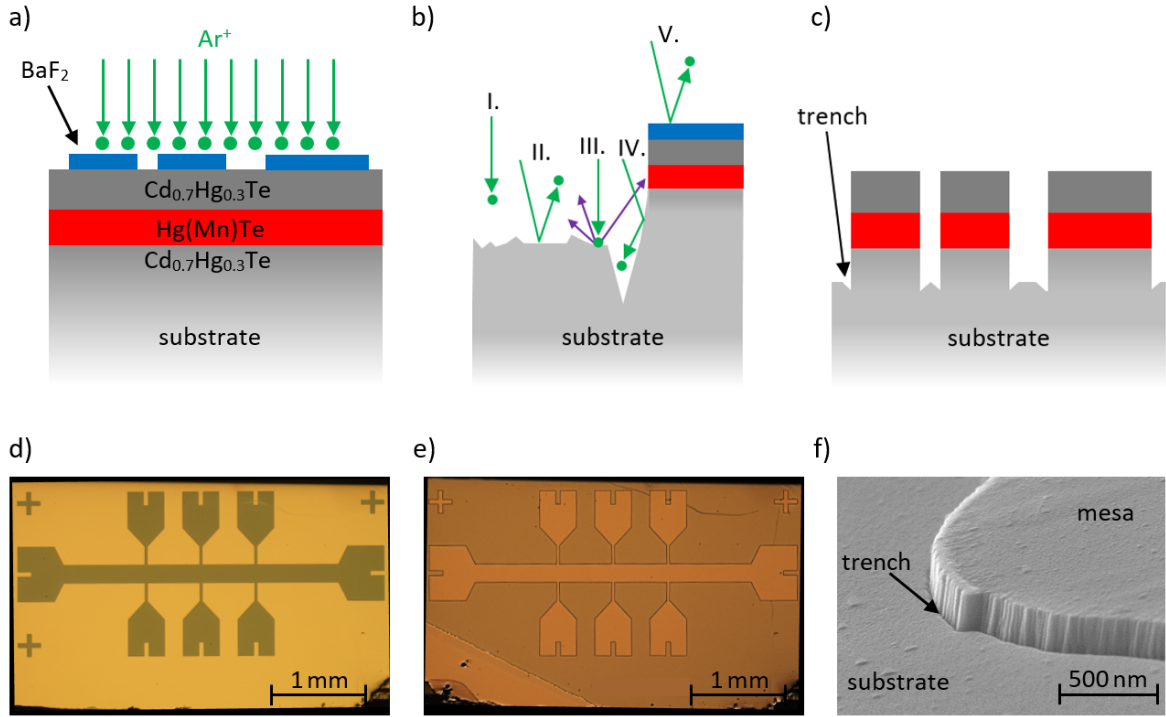 a)
Ar⁺
BaF₂
Cd₀.₇Hg₀.₃Te
Hg(Mn)Te
Cd₀.₇Hg₀.₃Te
substrate
b)
I.
II.
III.
IV.
V.
substrate
c)
trench
substrate
d)
1 mm
e)
1 mm
f)
mesa
trench
substrate
500 nm